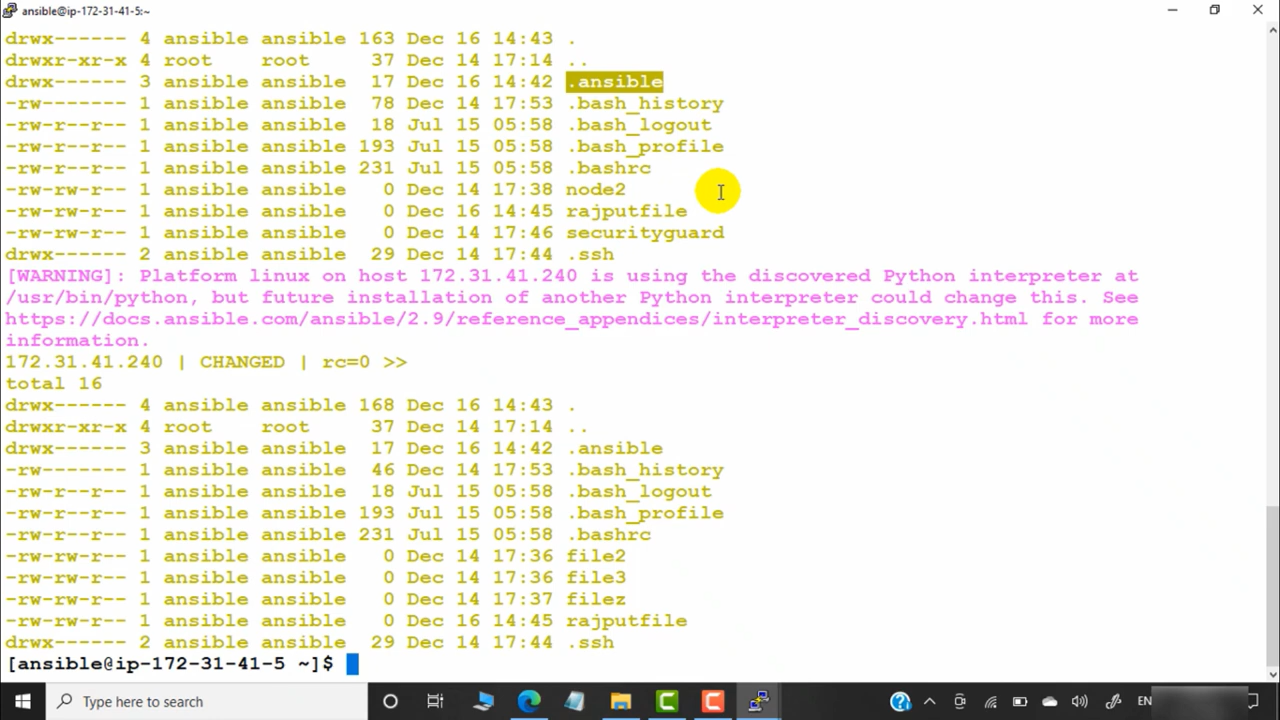 ansible@ip-172-31-41-5:~
drwx------ 4 ansible ansible 163 Dec 16 14:43 .
drwxr-xr-x 4 root    root     37 Dec 14 17:14 ..
drwx------ 3 ansible ansible  17 Dec 16 14:42 .ansible
-rw------- 1 ansible ansible  78 Dec 14 17:53 .bash_history
-rw-r--r-- 1 ansible ansible  18 Jul 15 05:58 .bash_logout
-rw-r--r-- 1 ansible ansible 193 Jul 15 05:58 .bash_profile
-rw-r--r-- 1 ansible ansible 231 Jul 15 05:58 .bashrc
-rw-rw-r-- 1 ansible ansible   0 Dec 14 17:38 node2
-rw-rw-r-- 1 ansible ansible   0 Dec 16 14:45 rajputfile
-rw-rw-r-- 1 ansible ansible   0 Dec 14 17:46 securityguard
drwx------ 2 ansible ansible  29 Dec 14 17:44 .ssh
[WARNING]: Platform linux on host 172.31.41.240 is using the discovered Python interpreter at
/usr/bin/python, but future installation of another Python interpreter could change this. See
https://docs.ansible.com/ansible/2.9/reference_appendices/interpreter_discovery.html for more
information.
172.31.41.240 | CHANGED | rc=0 >>
total 16
drwx------ 4 ansible ansible 168 Dec 16 14:43 .
drwxr-xr-x 4 root    root     37 Dec 14 17:14 ..
drwx------ 3 ansible ansible  17 Dec 16 14:42 .ansible
-rw------- 1 ansible ansible  46 Dec 14 17:53 .bash_history
-rw-r--r-- 1 ansible ansible  18 Jul 15 05:58 .bash_logout
-rw-r--r-- 1 ansible ansible 193 Jul 15 05:58 .bash_profile
-rw-r--r-- 1 ansible ansible 231 Jul 15 05:58 .bashrc
-rw-rw-r-- 1 ansible ansible   0 Dec 14 17:36 file2
-rw-rw-r-- 1 ansible ansible   0 Dec 14 17:36 file3
-rw-rw-r-- 1 ansible ansible   0 Dec 14 17:37 filez
-rw-rw-r-- 1 ansible ansible   0 Dec 16 14:45 rajputfile
drwx------ 2 ansible ansible  29 Dec 14 17:44 .ssh
[ansible@ip-172-31-41-5 ~]$
Type here to search
ENG